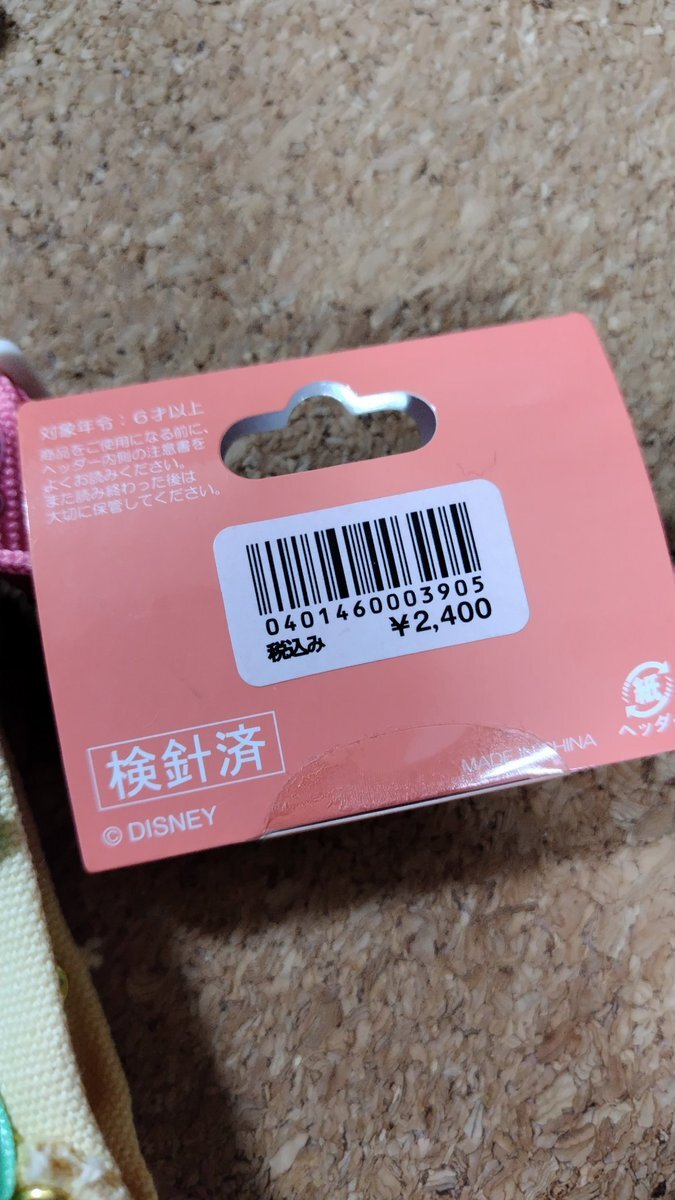 対象年令：６才以上
商品をご使用になる前に、
ヘッダー内側の注意書を
よくお読みください。
また読み終わった後は
大切に保管してください。
0401460003905
税込み ¥2,400
紙
ヘッダー
検針済
MADE IN CHINA
© DISNEY